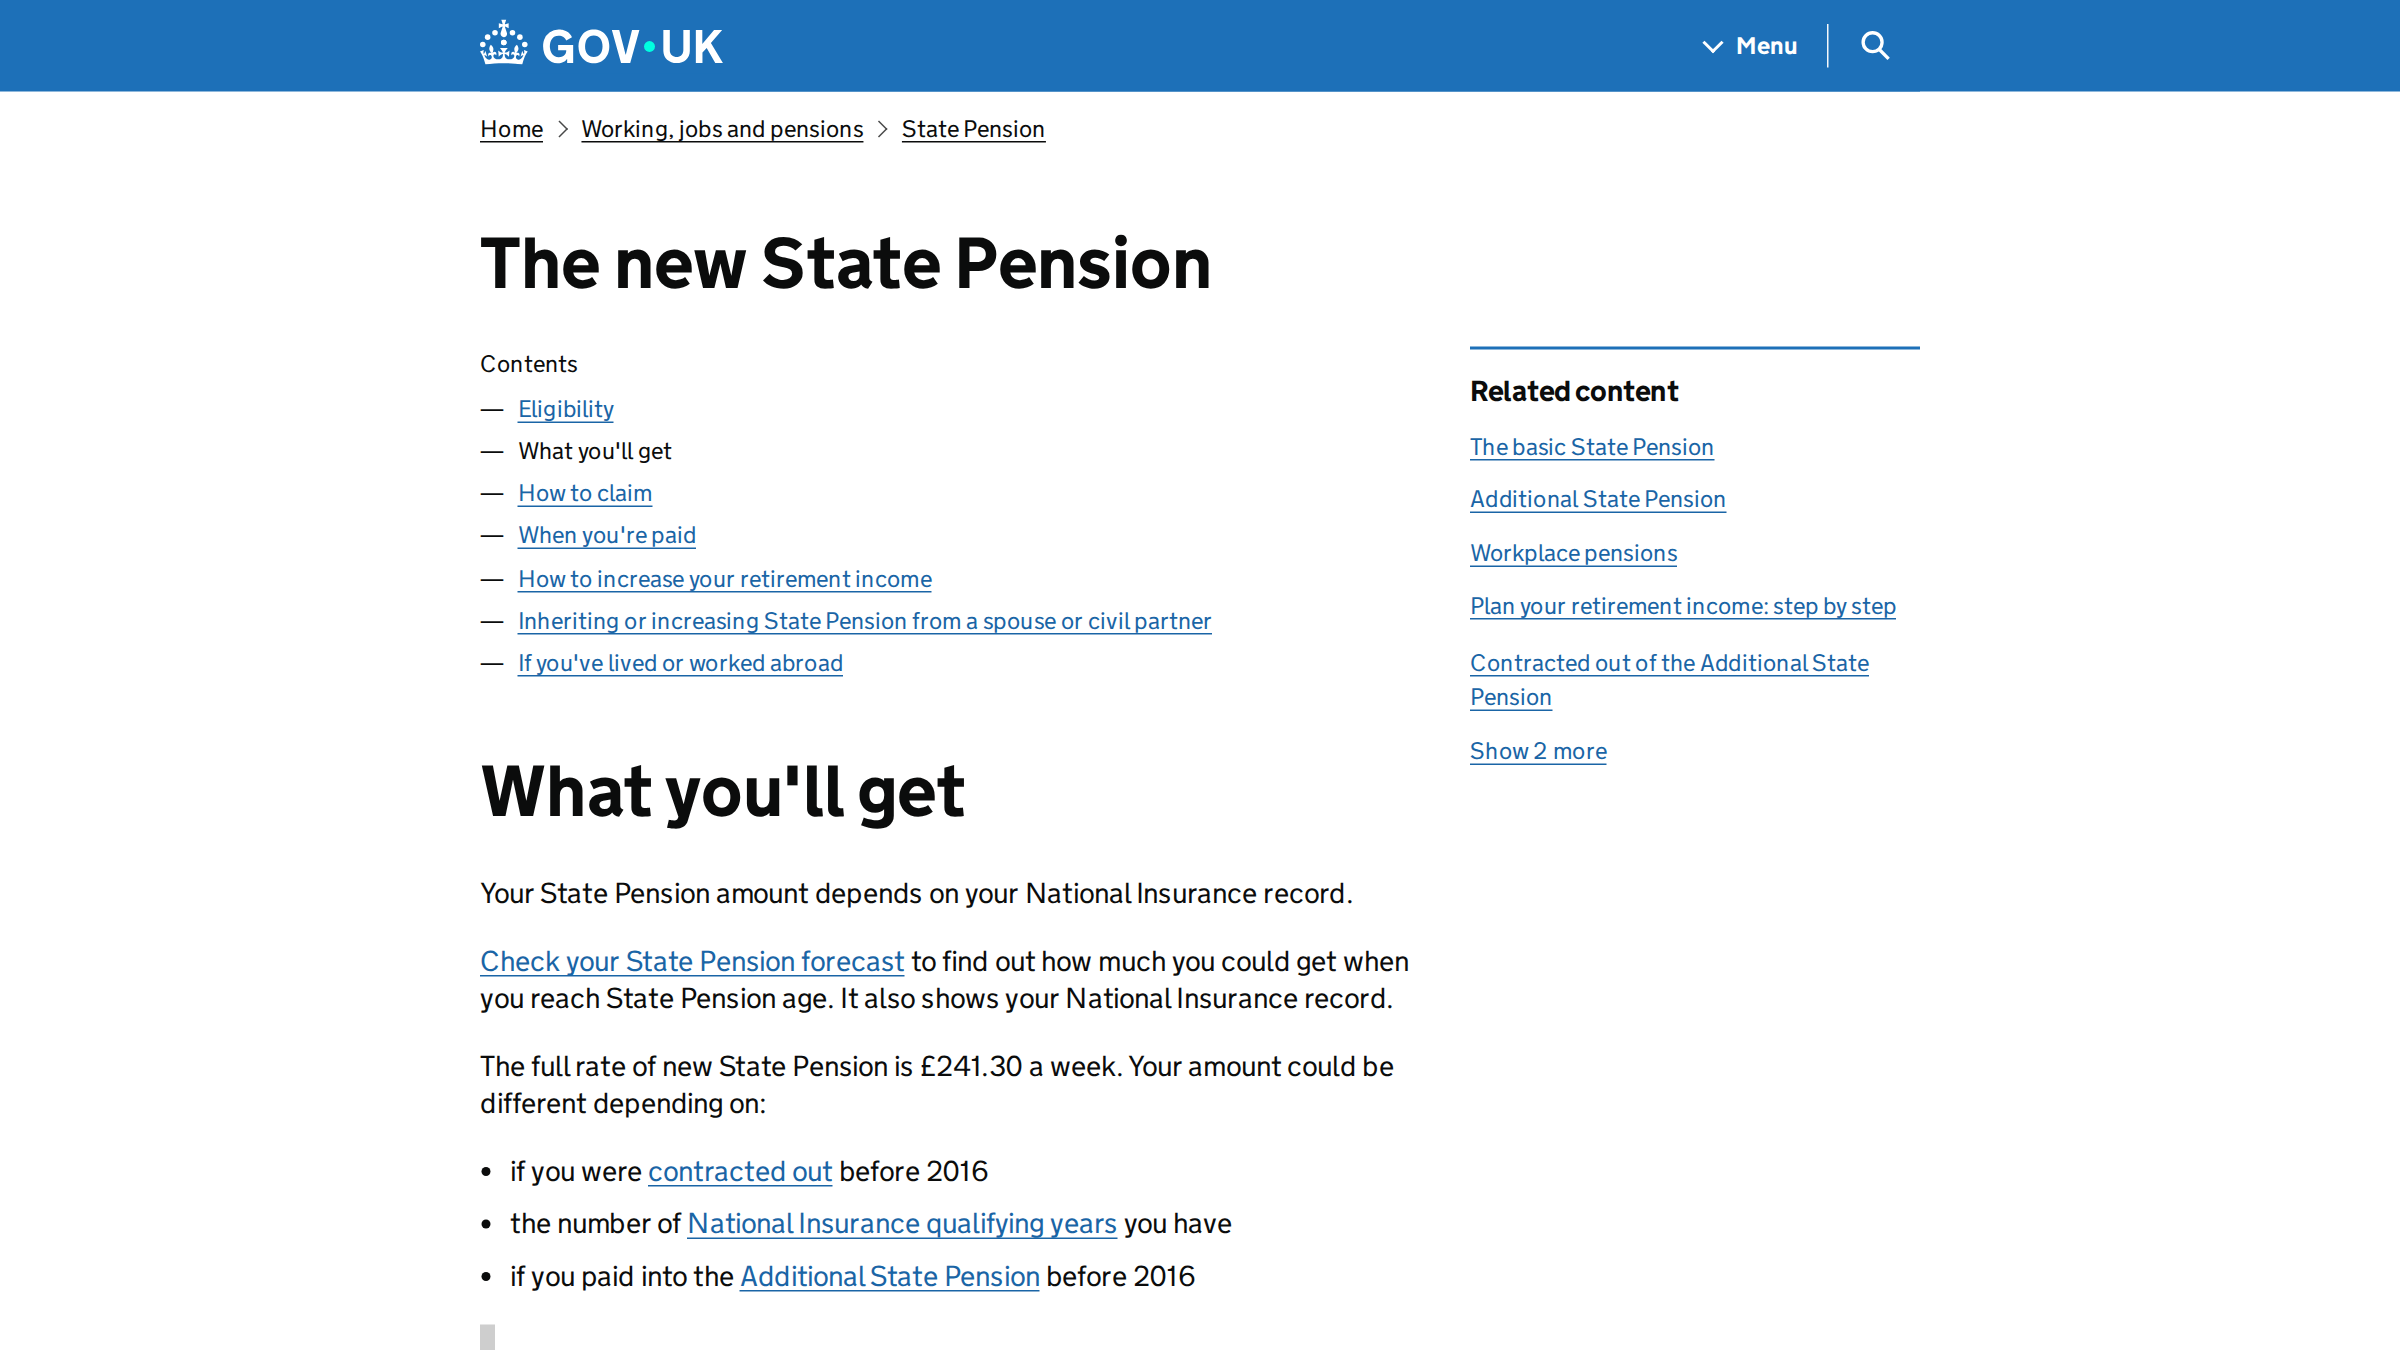 GOV·UK
Menu
Home > Working, jobs and pensions > State Pension
The new State Pension
Contents
— Eligibility
— What you'll get
— How to claim
— When you're paid
— How to increase your retirement income
— Inheriting or increasing State Pension from a spouse or civil partner
— If you've lived or worked abroad
Related content
The basic State Pension
Additional State Pension
Workplace pensions
Plan your retirement income: step by step
Contracted out of the Additional State
Pension
Show 2 more
What you'll get
Your State Pension amount depends on your National Insurance record.
Check your State Pension forecast to find out how much you could get when
you reach State Pension age. It also shows your National Insurance record.
The full rate of new State Pension is £241.30 a week. Your amount could be
different depending on:
• if you were contracted out before 2016
• the number of National Insurance qualifying years you have
• if you paid into the Additional State Pension before 2016